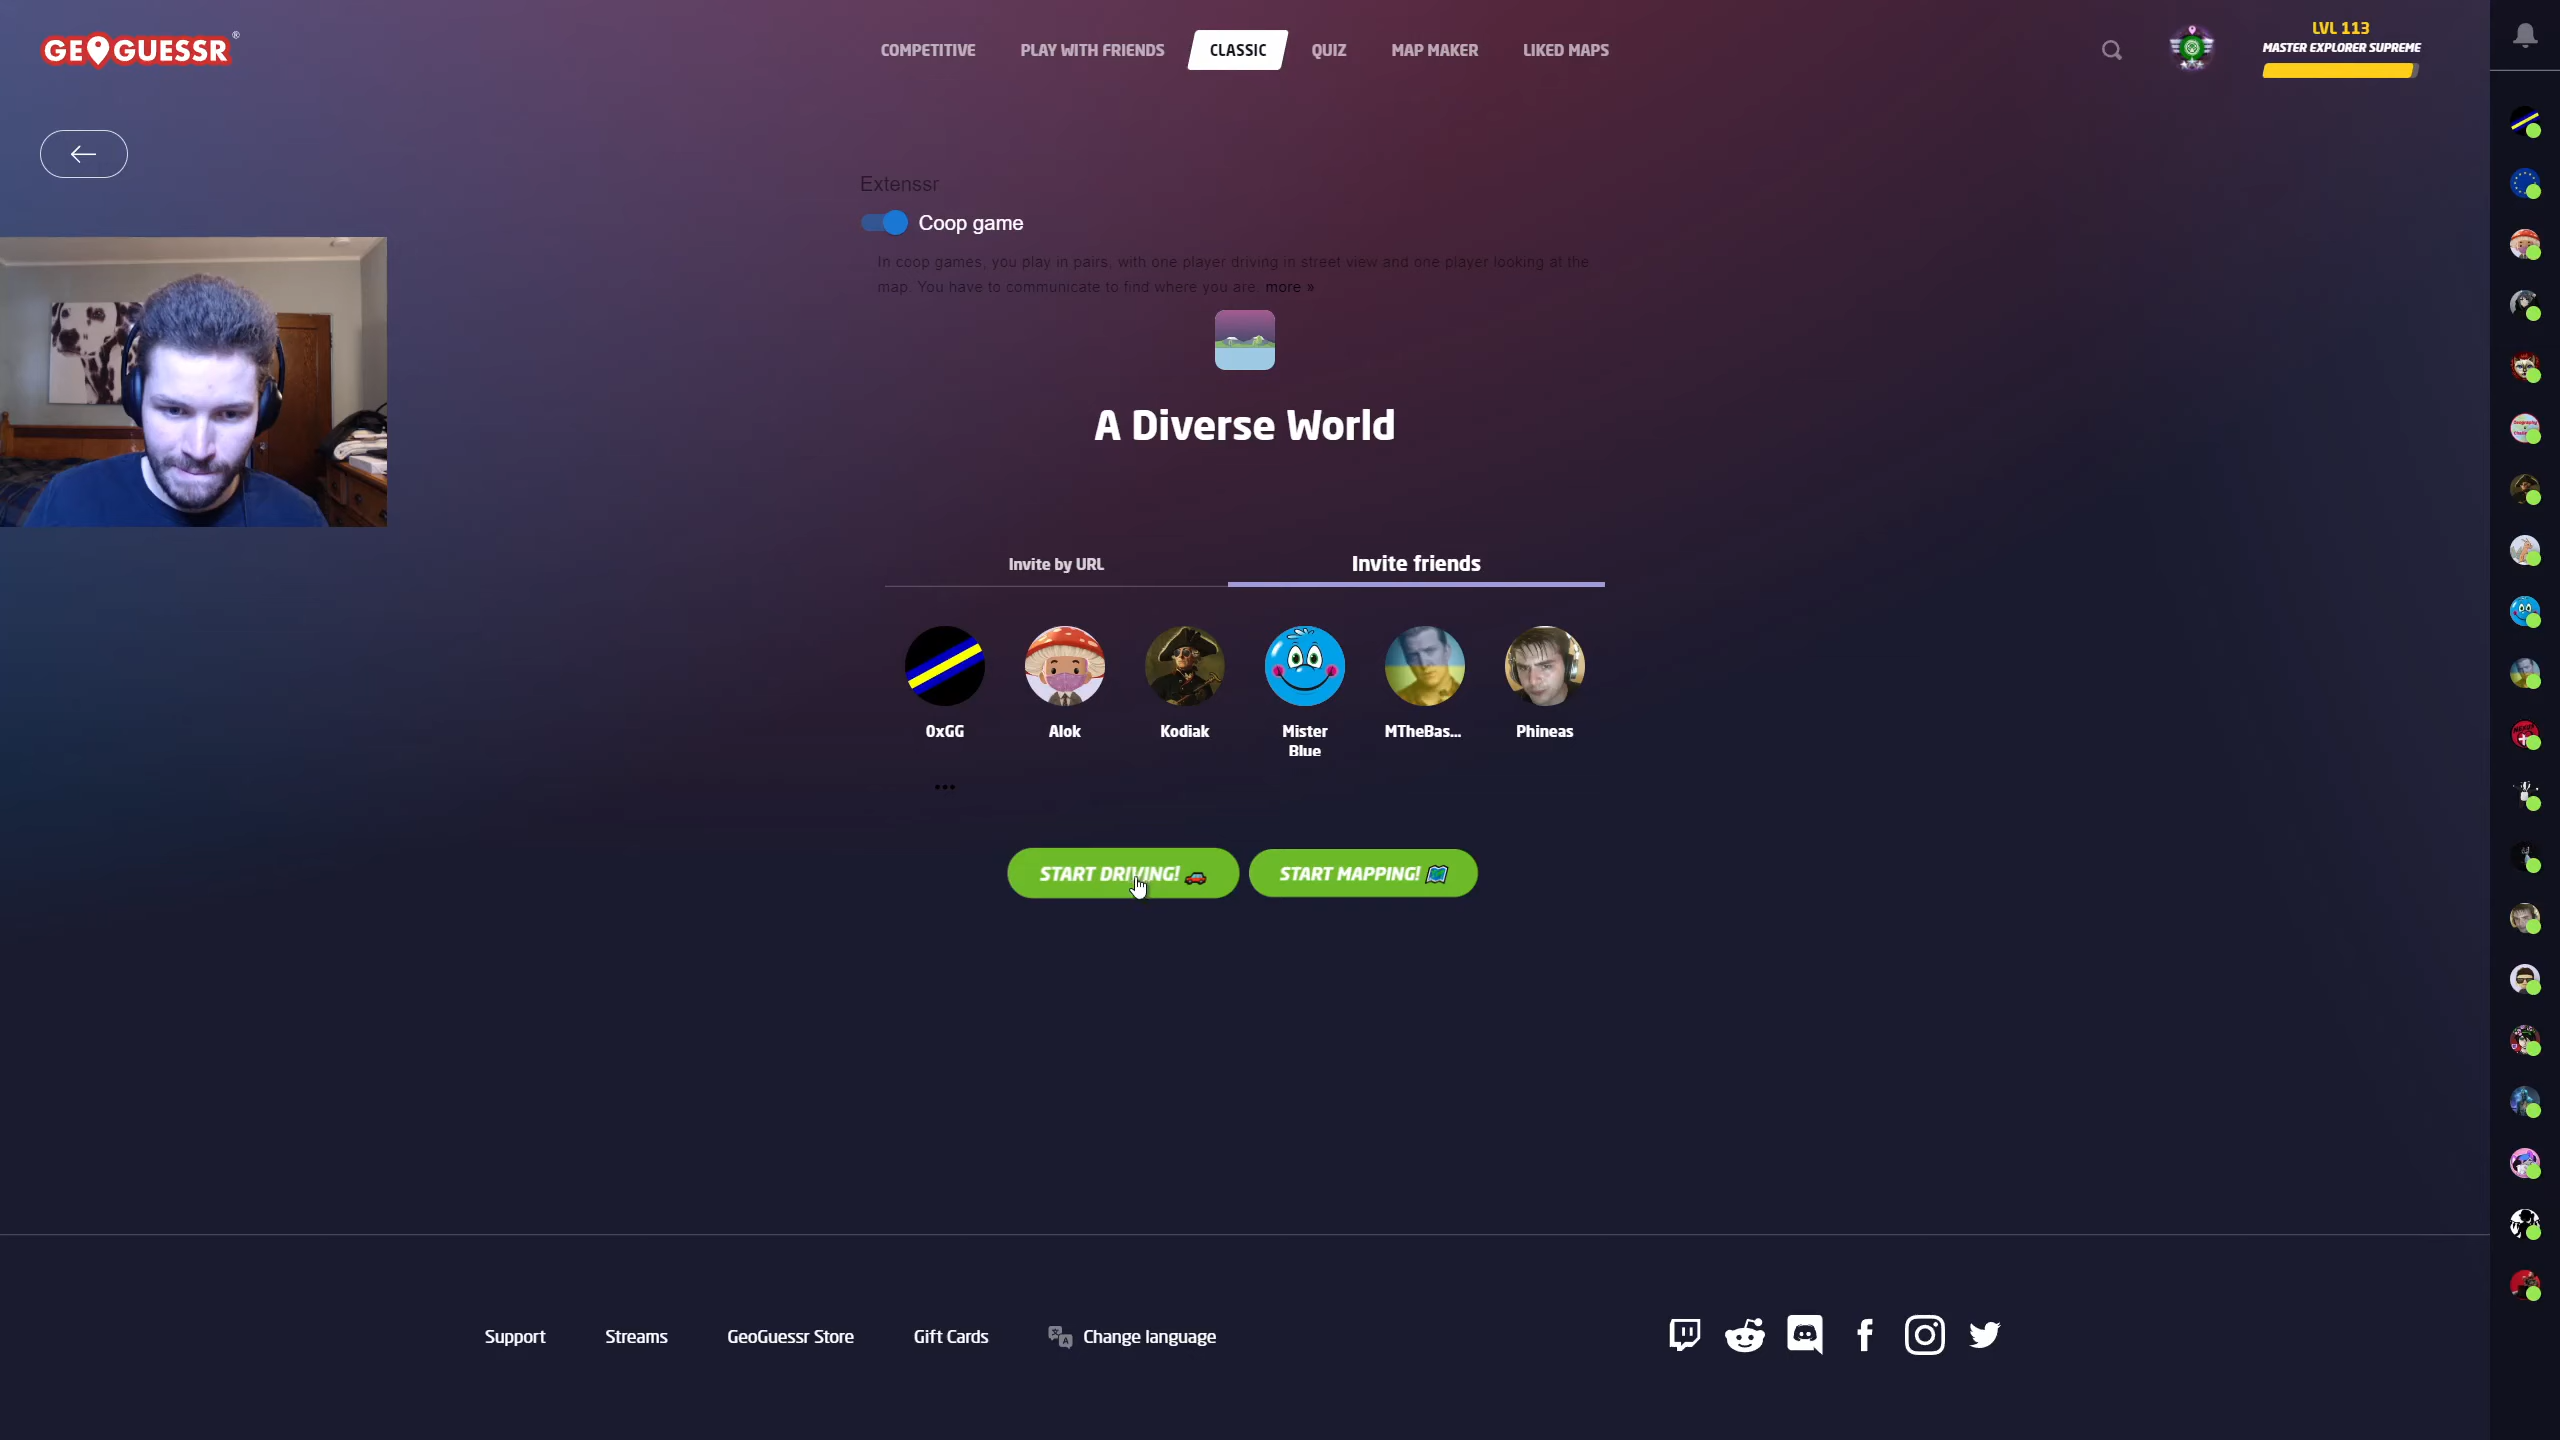 GEOGUESSR®
COMPETITIVE PLAY WITH FRIENDS CLASSIC QUIZ MAP MAKER LIKED MAPS
LVL 113
MASTER EXPLORER SUPREME
Extenssr
Coop game
In coop games, you play in pairs, with one player driving in street view and one player looking at the
map. You have to communicate to find where you are. more »
A Diverse World
Invite by URL Invite friends
0xGG Alok Kodiak Mister Blue MTheBas... Phineas
...
START DRIVING! START MAPPING!
Support Streams GeoGuessr Store Gift Cards Change language